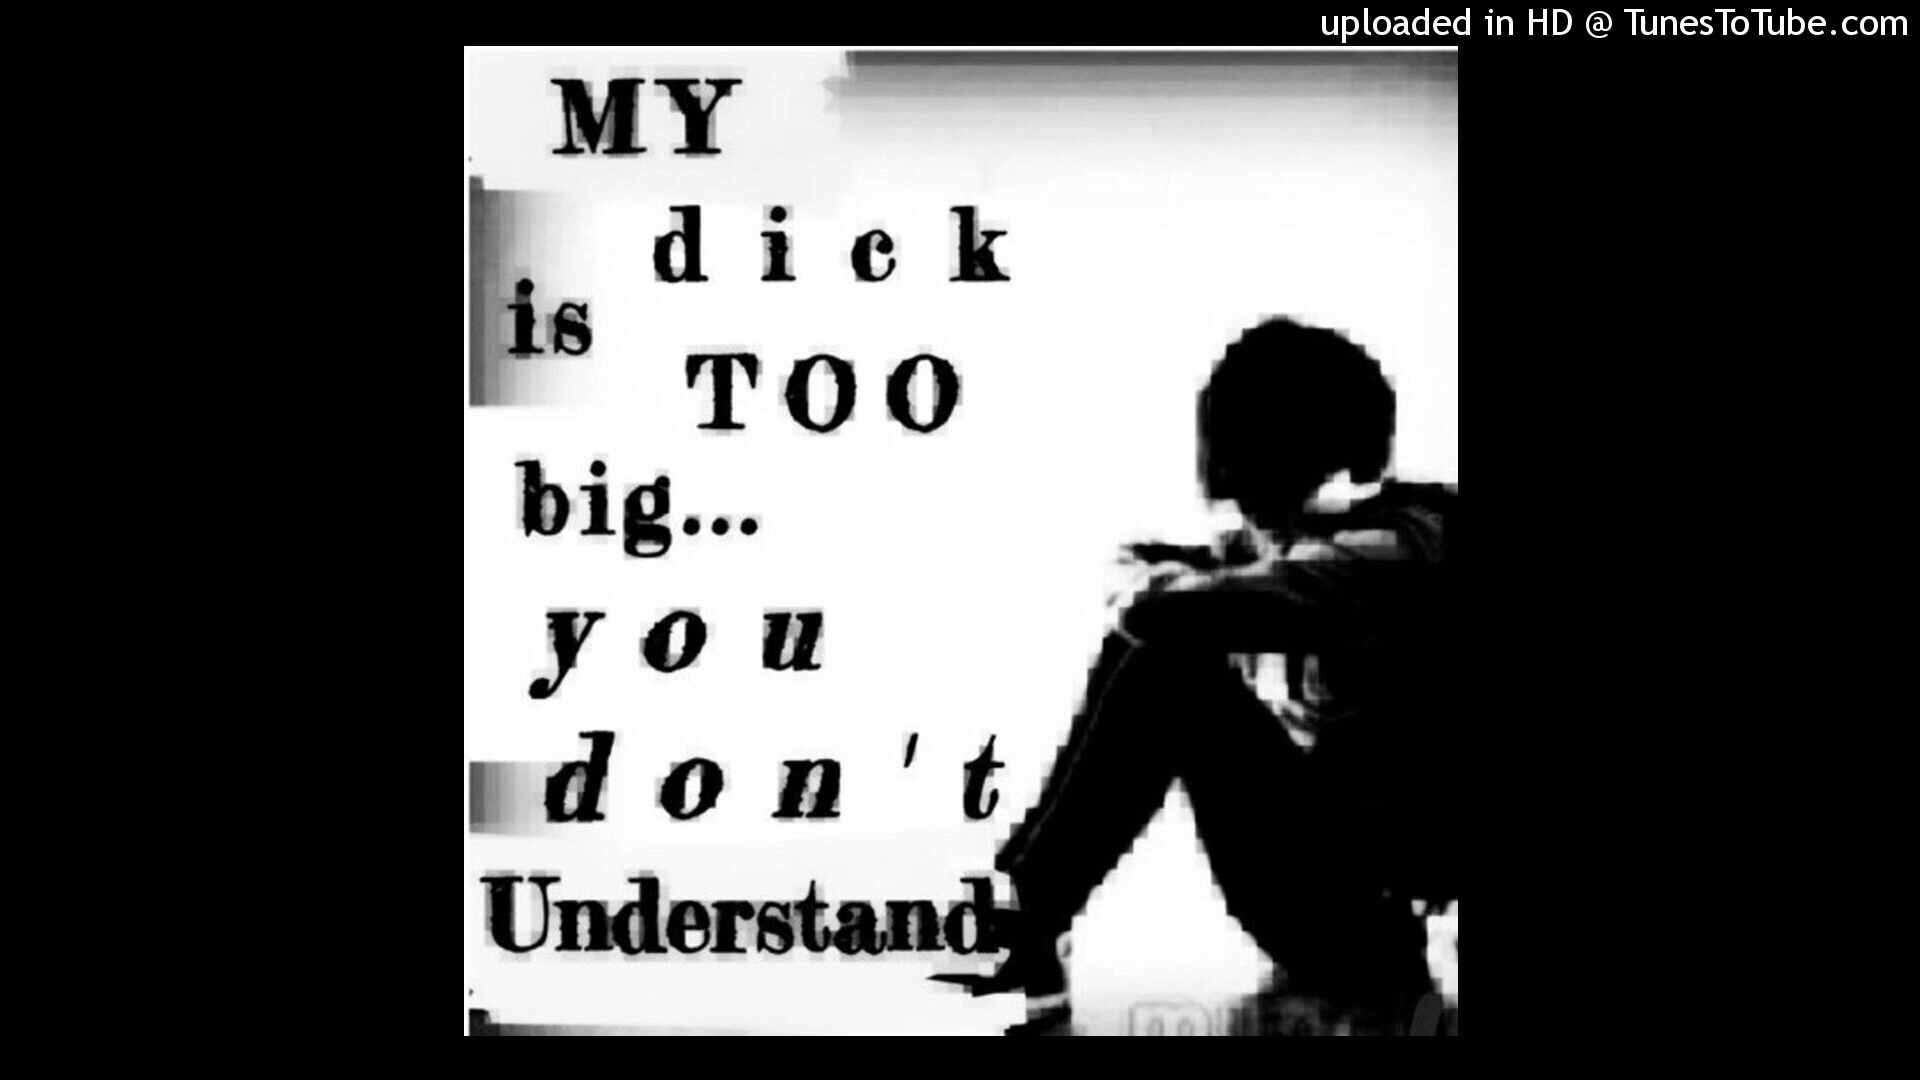 uploaded in HD @ TunesToTube.com
MY
dick
is
TOO
big...
you
don't
Understand